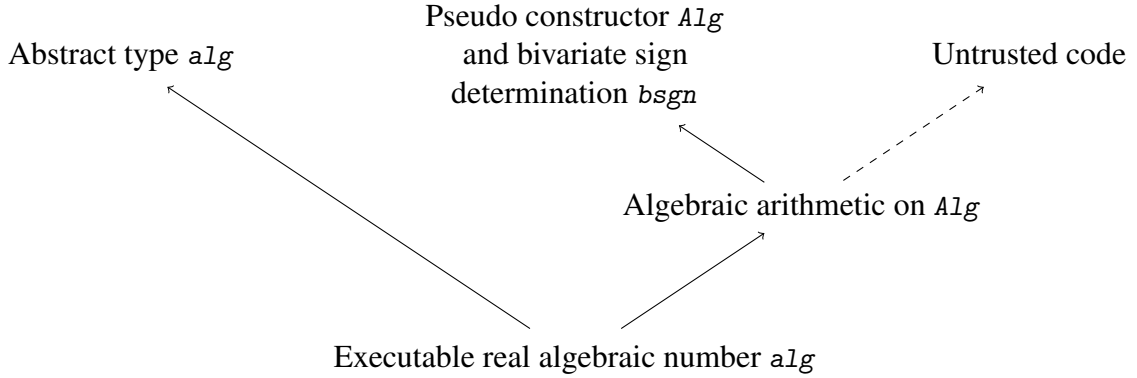 Abstract type alg
Pseudo constructor Alg
and bivariate sign
determination bsgn
Untrusted code
Algebraic arithmetic on Alg
Executable real algebraic number alg